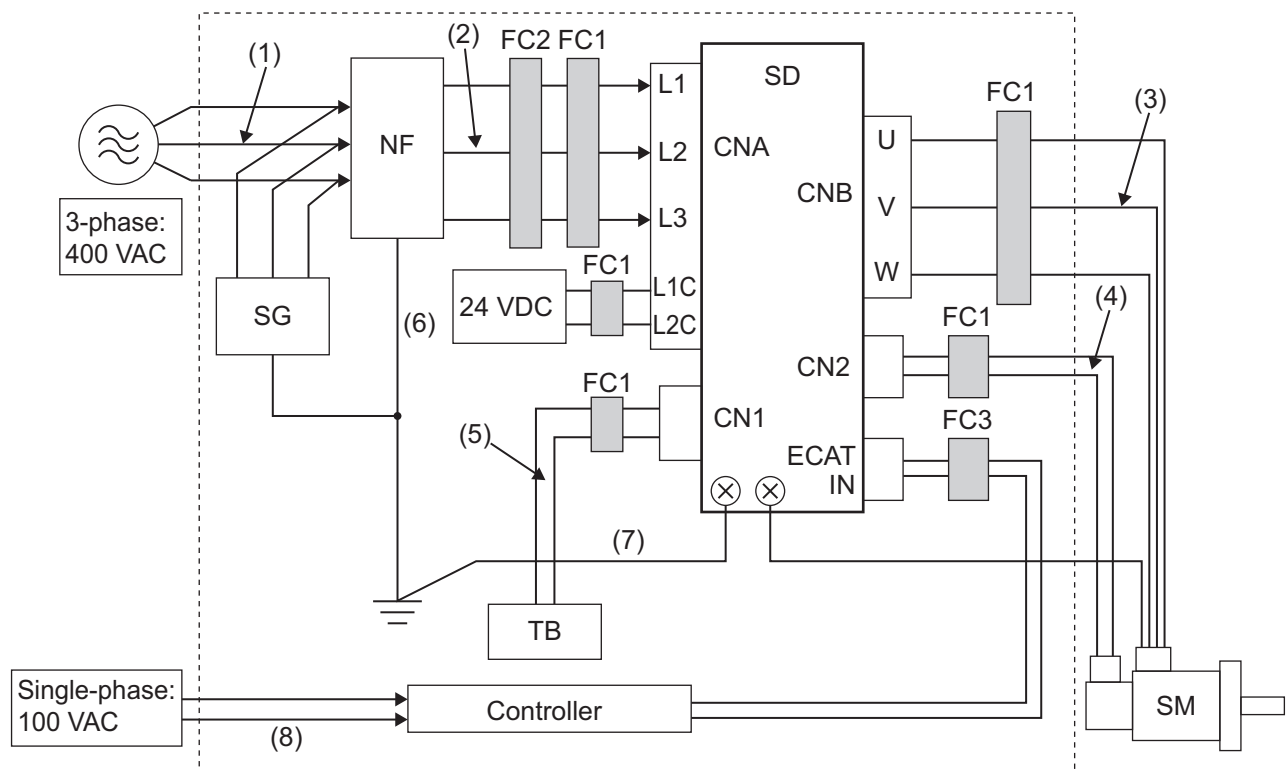 (1)
(2)
FC2
FC1
3-phase:
400 VAC
NF
SG
(6)
L1
L2
L3
L1C
L2C
SD
CNA
CNB
U
V
W
FC1
(3)
(4)
24 VDC
FC1
FC1
CN2
FC1
CN1
(5)
FC3
ECAT
IN
(7)
TB
Single-phase:
100 VAC
(8)
Controller
SM